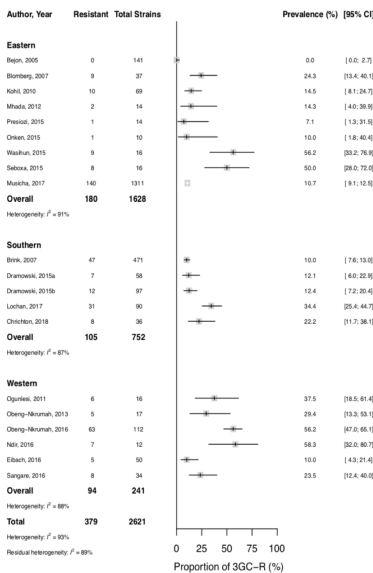 Author, Year Resistant Total Strains Prevalence (%) [95% CI]
Eastern
Bejon, 2005 0 141 0.0 [ 0.0; 2.7]
Blomberg, 2007 9 37 24.3 [13.4; 40.1]
Kohil, 2010 10 69 14.5 [ 8.1; 24.7]
Mhada, 2012 2 14 14.3 [ 4.0; 39.9]
Preziozi, 2015 1 14 7.1 [ 1.3; 31.5]
Onken, 2015 1 10 10.0 [ 1.8; 40.4]
Wasihun, 2015 9 16 56.2 [33.2; 76.9]
Seboxa, 2015 8 16 50.0 [28.0; 72.0]
Musicha, 2017 140 1311 10.7 [ 9.1; 12.5]
Overall 180 1628
Heterogeneity: I² = 91%
Southern
Brink, 2007 47 471 10.0 [ 7.6; 13.0]
Dramowski, 2015a 7 58 12.1 [ 6.0; 22.9]
Dramowski, 2015b 12 97 12.4 [ 7.2; 20.4]
Lochan, 2017 31 90 34.4 [25.4; 44.7]
Chrichton, 2018 8 36 22.2 [11.7; 38.1]
Overall 105 752
Heterogeneity: I² = 87%
Western
Ogunlesi, 2011 6 16 37.5 [18.5; 61.4]
Obeng−Nkrumah, 2013 5 17 29.4 [13.3; 53.1]
Obeng−Nkrumah, 2016 63 112 56.2 [47.0; 65.1]
Ndir, 2016 7 12 58.3 [32.0; 80.7]
Eibach, 2016 5 50 10.0 [ 4.3; 21.4]
Sangare, 2016 8 34 23.5 [12.4; 40.0]
Overall 94 241
Heterogeneity: I² = 88%
Total 379 2621
Heterogeneity: I² = 93%
Residual heterogeneity: I² = 89%
0 25 50 75 100
Proportion of 3GC−R (%)